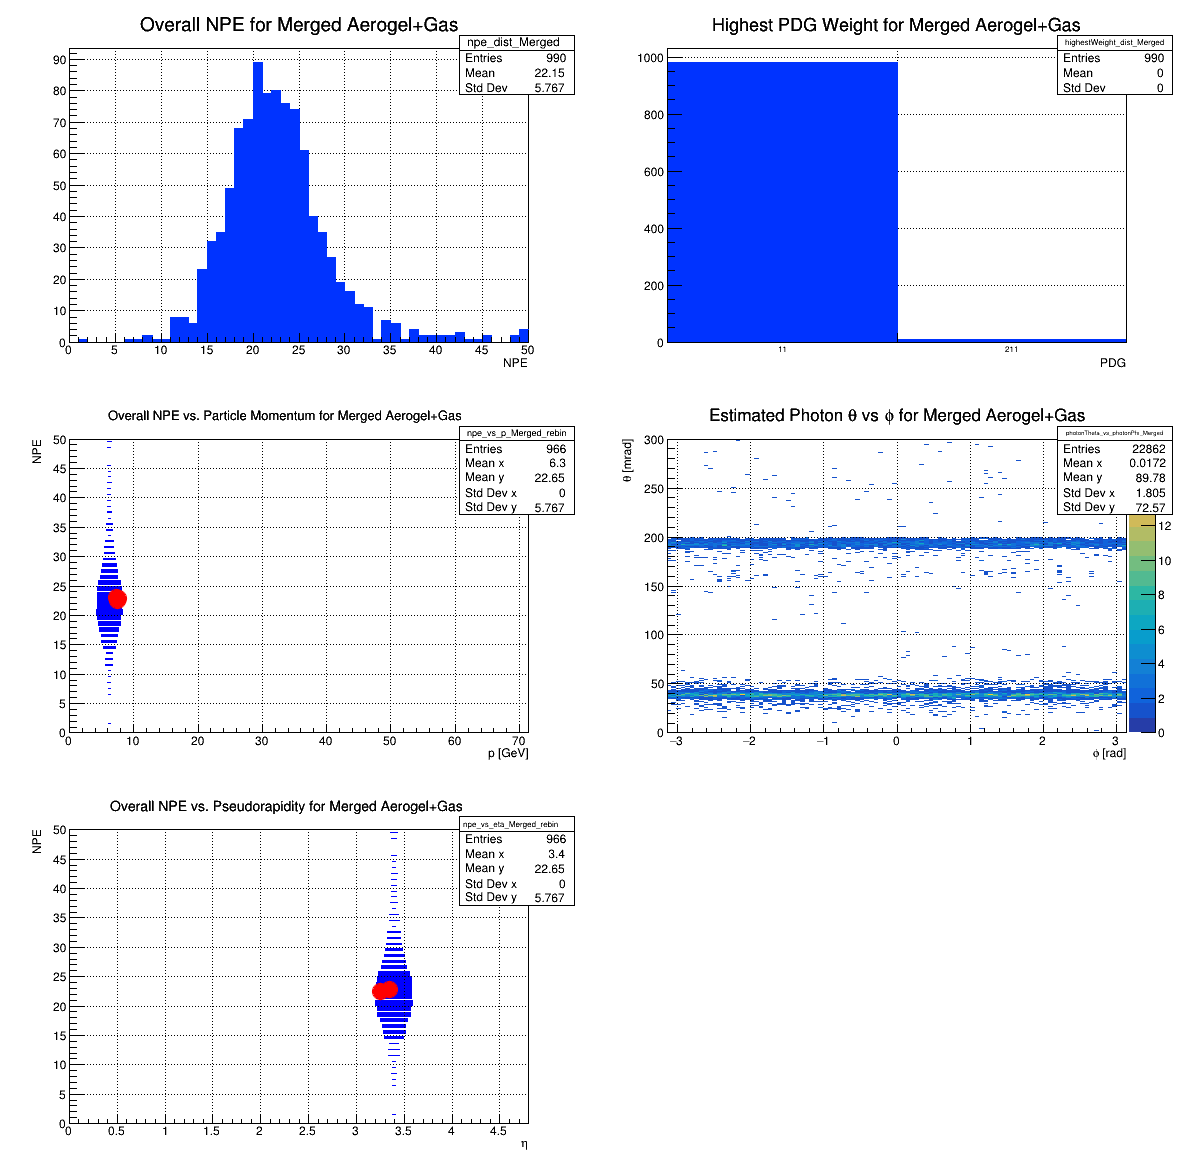 Overall NPE for Merged Aerogel+Gas
npe_dist_Merged
Entries 990
Mean 22.15
Std Dev 5.767
90
80
70
60
50
40
30
20
10
0
0 5 10 15 20 25 30 35 40 45 50
NPE
Highest PDG Weight for Merged Aerogel+Gas
highestWeight_dist_Merged
Entries 990
Mean 0
Std Dev 0
1000
800
600
400
200
0
11 211
PDG
Overall NPE vs. Particle Momentum for Merged Aerogel+Gas
npe_vs_p_Merged_rebin
Entries 966
Mean x 6.3
Mean y 22.65
Std Dev x 0
Std Dev y 5.767
NPE
50
45
40
35
30
25
20
15
10
5
0
0 10 20 30 40 50 60 70
p [GeV]
Estimated Photon θ vs ϕ for Merged Aerogel+Gas
photonTheta_vs_photonPhi_Merged
Entries 22862
Mean x 0.0172
Mean y 89.78
Std Dev x 1.805
Std Dev y 72.57
θ [mrad]
300
250
200
150
100
50
0
−3 −2 −1 0 1 2 3
ϕ [rad]
12
10
8
6
4
2
0
Overall NPE vs. Pseudorapidity for Merged Aerogel+Gas
npe_vs_eta_Merged_rebin
Entries 966
Mean x 3.4
Mean y 22.65
Std Dev x 0
Std Dev y 5.767
NPE
50
45
40
35
30
25
20
15
10
5
0
0 0.5 1 1.5 2 2.5 3 3.5 4 4.5
η